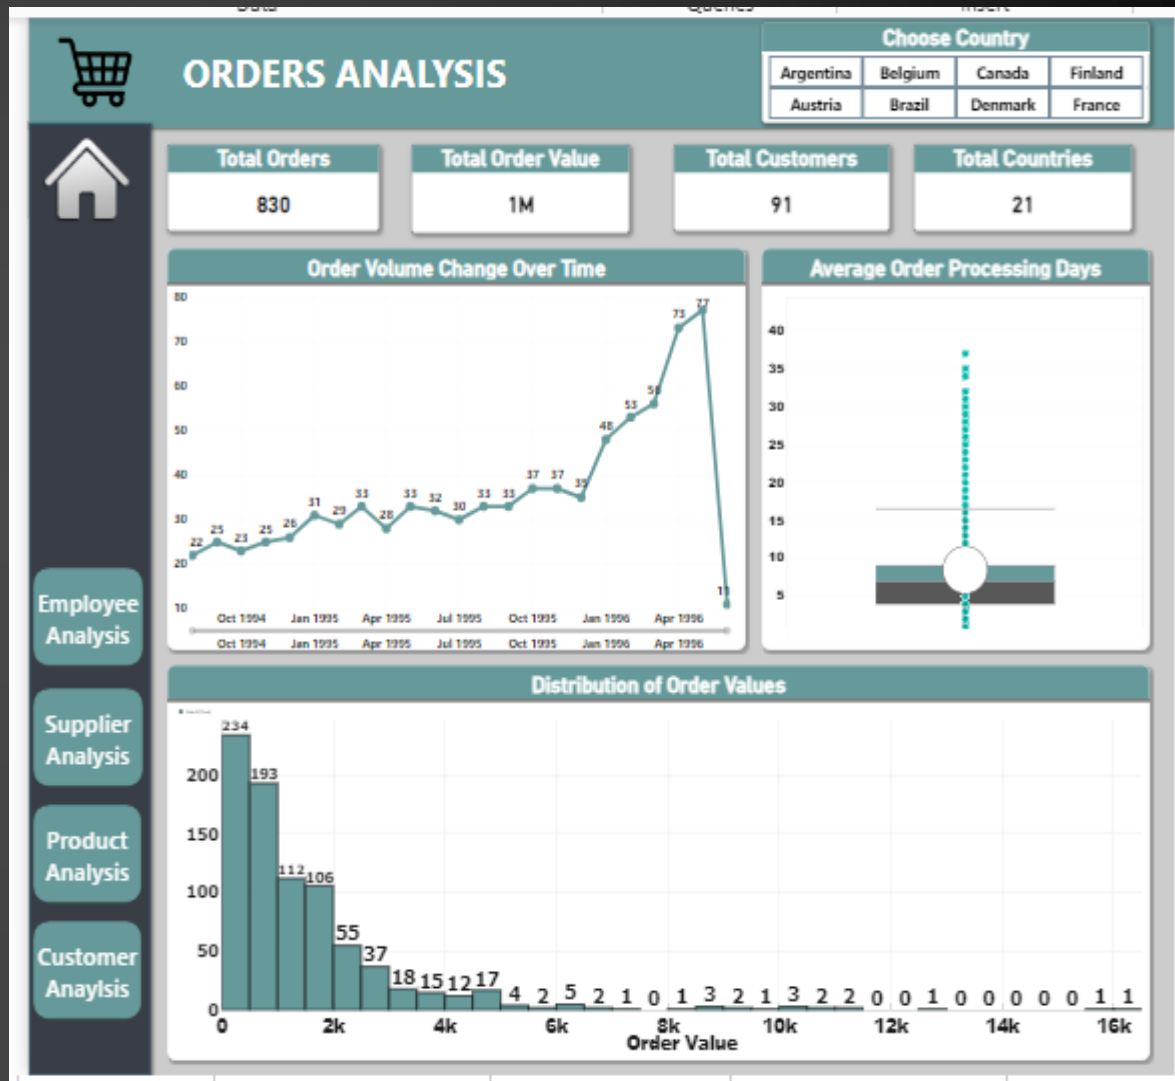 Data Queries Insert
ORDERS ANALYSIS
Choose Country
Argentina Belgium Canada Finland
Austria Brazil Denmark France
Total Orders
830
Total Order Value
1M
Total Customers
91
Total Countries
21
Order Volume Change Over Time
80
70
60
50
40
30
20
10
22 25 23 25 26 31 29 33 28 33 32 30 33 33 37 37 35 48 53 56 73 77 11
Oct 1994 Jan 1995 Apr 1995 Jul 1995 Oct 1995 Jan 1996 Apr 1996
Oct 1994 Jan 1995 Apr 1995 Jul 1995 Oct 1995 Jan 1996 Apr 1996
Average Order Processing Days
40
35
30
25
20
15
10
5
Employee
Analysis
Supplier
Analysis
Product
Analysis
Customer
Anaylsis
Distribution of Order Values
200
150
100
50
0
234 193 112 106 55 37 18 15 12 17 4 2 5 2 1 0 1 3 2 1 3 2 2 0 0 1 0 0 0 0 0 1 1
0 2k 4k 6k 8k 10k 12k 14k 16k
Order Value